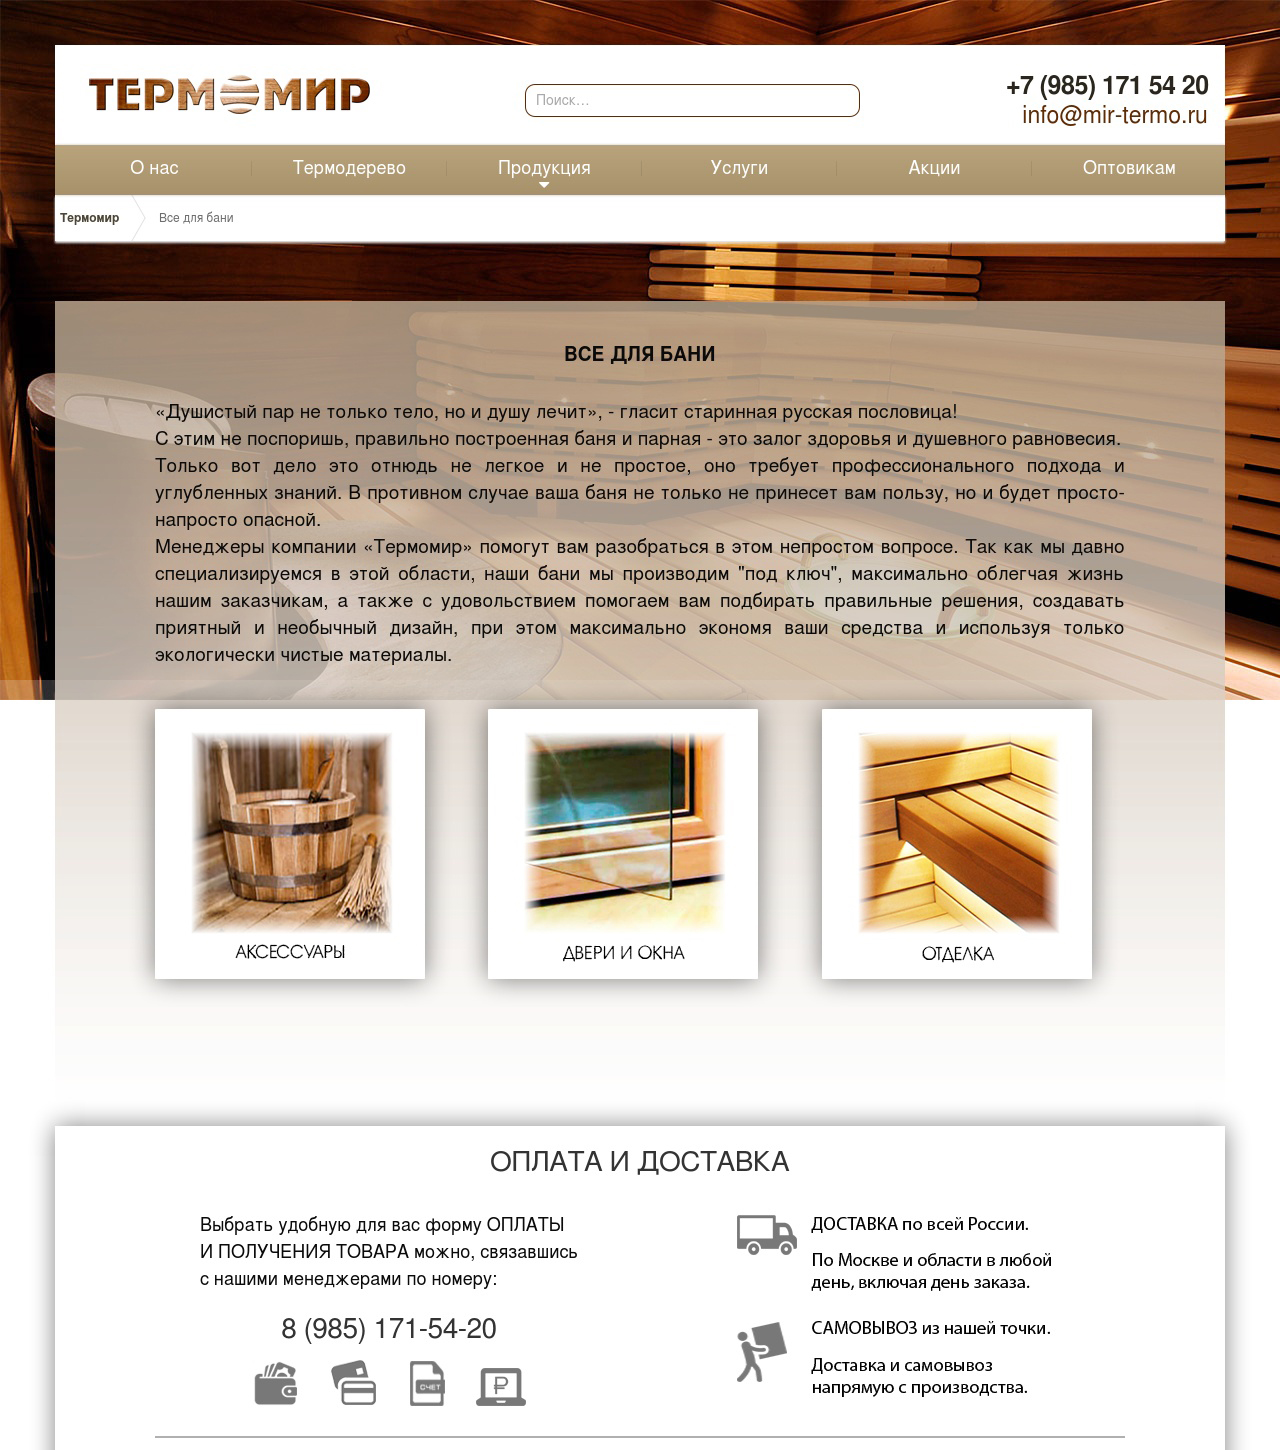 ТЕРМОМИР
Поиск...
+7 (985) 171 54 20
info@mir-termo.ru
О нас
Термодерево
Продукция
Услуги
Акции
Оптовикам
Термомир
Все для бани
ВСЕ ДЛЯ БАНИ
«Душистый пар не только тело, но и душу лечит», - гласит старинная русская пословица!
С этим не поспоришь, правильно построенная баня и парная - это залог здоровья и душевного равновесия.
Только вот дело это отнюдь не легкое и не простое, оно требует профессионального подхода и
углубленных знаний. В противном случае ваша баня не только не принесет вам пользу, но и будет просто-
напросто опасной.
Менеджеры компании «Термомир» помогут вам разобраться в этом непростом вопросе. Так как мы давно
специализируемся в этой области, наши бани мы производим "под ключ", максимально облегчая жизнь
нашим заказчикам, а также с удовольствием помогаем вам подбирать правильные решения, создавать
приятный и необычный дизайн, при этом максимально экономя ваши средства и используя только
экологически чистые материалы.
АКСЕССУАРЫ
ДВЕРИ И ОКНА
ОТДЕЛКА
ОПЛАТА И ДОСТАВКА
Выбрать удобную для вас форму ОПЛАТЫ
И ПОЛУЧЕНИЯ ТОВАРА можно, связавшись
с нашими менеджерами по номеру:
8 (985) 171-54-20
СЧЕТ
₽
ДОСТАВКА по всей России.
По Москве и области в любой
день, включая день заказа.
САМОВЫВОЗ из нашей точки.
Доставка и самовывоз
напрямую с производства.